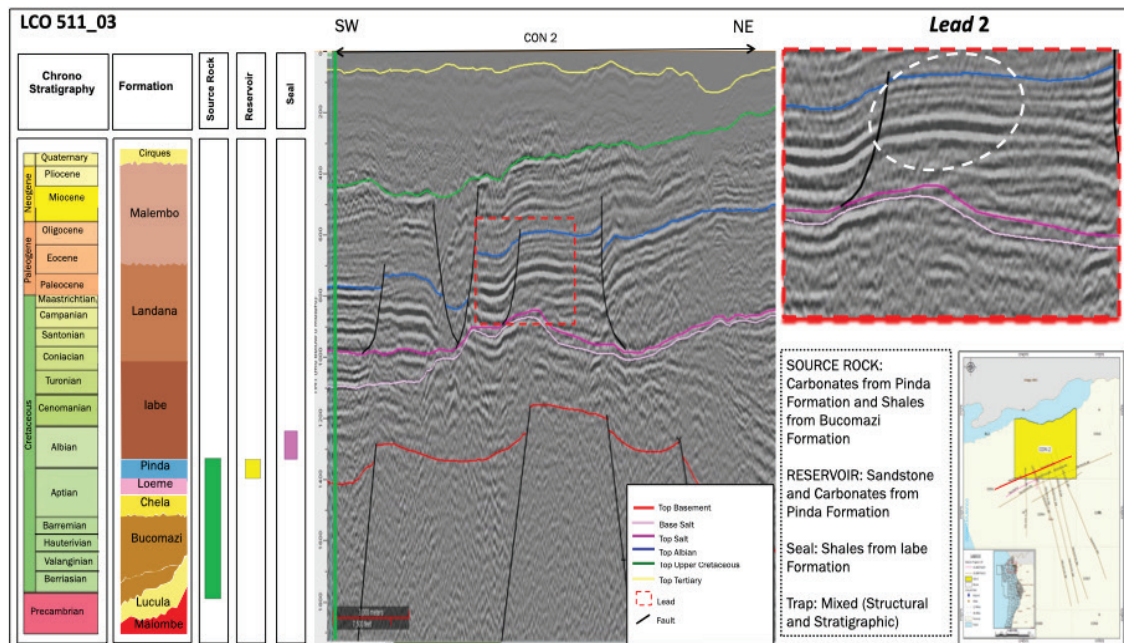 LCO 511_03
SW
CON 2
NE
Lead 2
Chrono
Stratigraphy
Formation
Source Rock
Reservoir
Seal
Neogene
Paleogene
Cretaceous
Quaternary
Pliocene
Miocene
Oligocene
Eocene
Paleocene
Maastrichtian,
Campanian
Santonian
Coniacian
Turonian
Cenomanian
Albian
Aptian
Barremian
Hauterivian
Valanginian
Berriasian
Precambrian
Cirques
Malembo
Landana
Iabe
Pinda
Loeme
Chela
Bucomazi
Lucula
Maiombe
Top Basement
Base Salt
Top Salt
Top Albian
Top Upper Cretaceous
Top Tertiary
Lead
Fault
SOURCE ROCK:
Carbonates from Pinda
Formation and Shales
from Bucomazi
Formation
RESERVOIR: Sandstone
and Carbonates from
Pinda Formation
Seal: Shales from Iabe
Formation
Trap: Mixed (Structural
and Stratigraphic)
CON 2